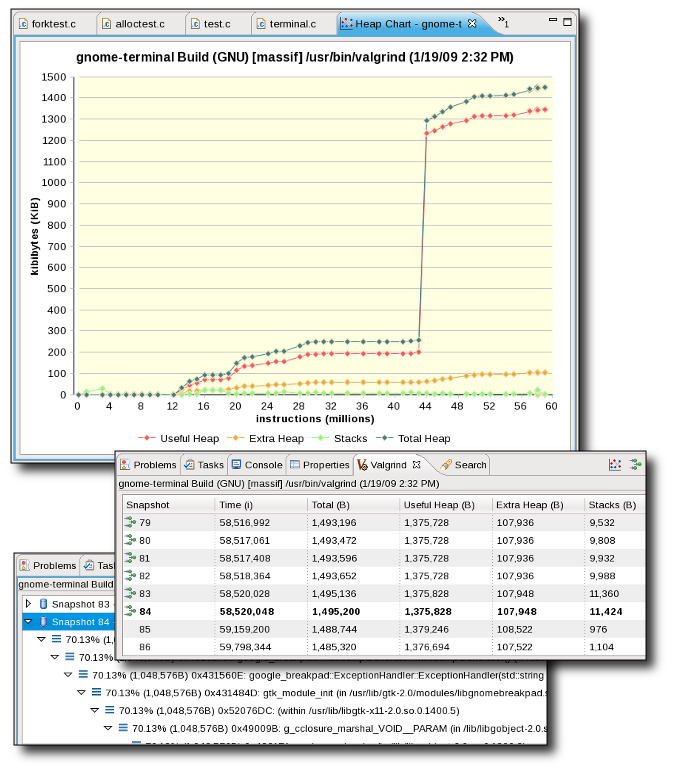 forktest.c alloctest.c test.c terminal.c Heap Chart - gnome-t »1
gnome-terminal Build (GNU) [massif] /usr/bin/valgrind (1/19/09 2:32 PM)
kibibytes (KiB)
1500
1400
1300
1200
1100
1000
900
800
700
600
500
400
300
200
100
0
0 4 8 12 16 20 24 28 32 36 40 44 48 52 56 60
instructions (millions)
Useful Heap Extra Heap Stacks Total Heap
Problems Tasks Console Properties Valgrind Search
gnome-terminal Build (GNU) [massif] /usr/bin/valgrind (1/19/09 2:32 PM)
Snapshot Time (i) Total (B) Useful Heap (B) Extra Heap (B) Stacks (B)
79 58,516,992 1,493,196 1,375,728 107,936 9,532
80 58,517,061 1,493,472 1,375,728 107,936 9,808
81 58,517,408 1,493,596 1,375,728 107,936 9,932
82 58,518,364 1,493,652 1,375,728 107,936 9,988
83 58,520,028 1,495,136 1,375,828 107,948 11,360
84 58,520,048 1,495,200 1,375,828 107,948 11,424
85 59,159,200 1,488,744 1,379,246 108,522 976
86 59,798,344 1,485,320 1,376,694 107,522 1,104
Problems Tas
gnome-terminal Build
Snapshot 83
Snapshot 84
70.13% (1,0
70.13% (1,048,576B)
70.13% (1,048,576B) 0x431560E: google_breakpad::ExceptionHandler::ExceptionHandler(std::string
70.13% (1,048,576B) 0x431484D: gtk_module_init (in /usr/lib/gtk-2.0/modules/libgnomebreakpad.s
70.13% (1,048,576B) 0x52076DC: (within /usr/lib/libgtk-x11-2.0.so.0.1400.5)
70.13% (1,048,576B) 0x49009B: g_cclosure_marshal_VOID__PARAM (in /lib/libgobject-2.0.s